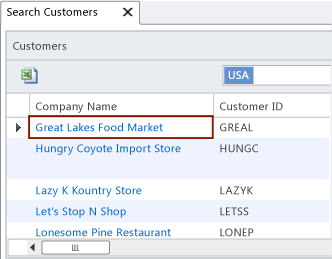 Search Customers
Customers
USA
Company Name Customer ID
Great Lakes Food Market GREAL
Hungry Coyote Import Store HUNGC
Lazy K Kountry Store LAZYK
Let's Stop N Shop LETSS
Lonesome Pine Restaurant LONEP